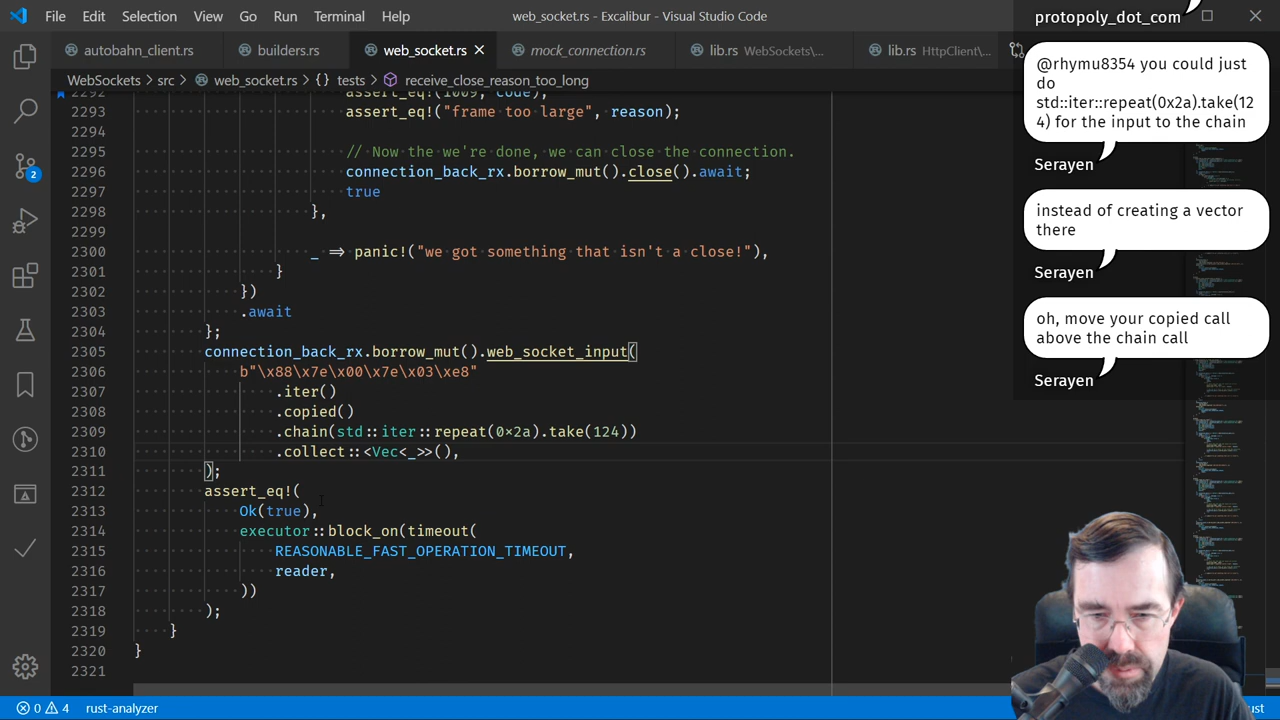 File Edit Selection View Go Run Terminal Help web_socket.rs - Excalibur - Visual Studio Code
autobahn_client.rs builders.rs web_socket.rs mock_connection.rs lib.rs WebSockets\... lib.rs HttpClient\...
WebSockets > src > web_socket.rs > {} tests > receive_close_reason_too_long
2292 assert_eq!(1009, code);
2293 assert_eq!("frame too large", reason);
2294
2295 // Now the we're done, we can close the connection.
2296 connection_back_rx.borrow_mut().close().await;
2297 true
2298 },
2299
2300 _ => panic!("we got something that isn't a close!"),
2301 }
2302 })
2303 .await
2304 };
2305 connection_back_rx.borrow_mut().web_socket_input(
2306 b"\x88\x7e\x00\x7e\x03\xe8"
2307 .iter()
2308 .copied()
2309 .chain(std::iter::repeat(0x2a).take(124))
2310 .collect::<Vec<_>>(),
2311 );
2312 assert_eq!(
2313 Ok(true),
2314 executor::block_on(timeout(
2315 REASONABLE_FAST_OPERATION_TIMEOUT,
2316 reader,
2317 ))
2318 );
2319 }
2320 }
2321
protopoly_dot_com
@rhymu8354 you could just
do
std::iter::repeat(0x2a).take(12
4) for the input to the chain
Serayen
instead of creating a vector
there
Serayen
oh, move your copied call
above the chain call
Serayen
2
0 4 rust-analyzer